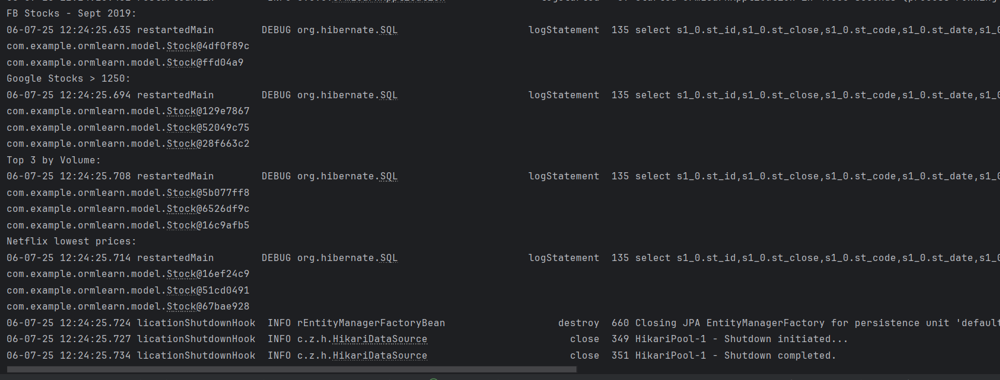 FB Stocks - Sept 2019:
06-07-25 12:24:25.635 restartedMain DEBUG org.hibernate.SQL logStatement 135 select s1_0.st_id,s1_0.st_close,s1_0.st_code,s1_0.st_date,s1_0
com.example.ormlearn.model.Stock@4df0f89c
com.example.ormlearn.model.Stock@ffd04a9
Google Stocks > 1250:
06-07-25 12:24:25.694 restartedMain DEBUG org.hibernate.SQL logStatement 135 select s1_0.st_id,s1_0.st_close,s1_0.st_code,s1_0.st_date,s1_0
com.example.ormlearn.model.Stock@129e7867
com.example.ormlearn.model.Stock@52049c75
com.example.ormlearn.model.Stock@28f663c2
Top 3 by Volume:
06-07-25 12:24:25.708 restartedMain DEBUG org.hibernate.SQL logStatement 135 select s1_0.st_id,s1_0.st_close,s1_0.st_code,s1_0.st_date,s1_0
com.example.ormlearn.model.Stock@5b077ff8
com.example.ormlearn.model.Stock@6526df9c
com.example.ormlearn.model.Stock@16c9afb5
Netflix lowest prices:
06-07-25 12:24:25.714 restartedMain DEBUG org.hibernate.SQL logStatement 135 select s1_0.st_id,s1_0.st_close,s1_0.st_code,s1_0.st_date,s1_0
com.example.ormlearn.model.Stock@16ef24c9
com.example.ormlearn.model.Stock@51cd0491
com.example.ormlearn.model.Stock@67bae928
06-07-25 12:24:25.724 licationShutdownHook INFO rEntityManagerFactoryBean destroy 660 Closing JPA EntityManagerFactory for persistence unit 'default
06-07-25 12:24:25.727 licationShutdownHook INFO c.z.h.HikariDataSource close 349 HikariPool-1 - Shutdown initiated...
06-07-25 12:24:25.734 licationShutdownHook INFO c.z.h.HikariDataSource close 351 HikariPool-1 - Shutdown completed.